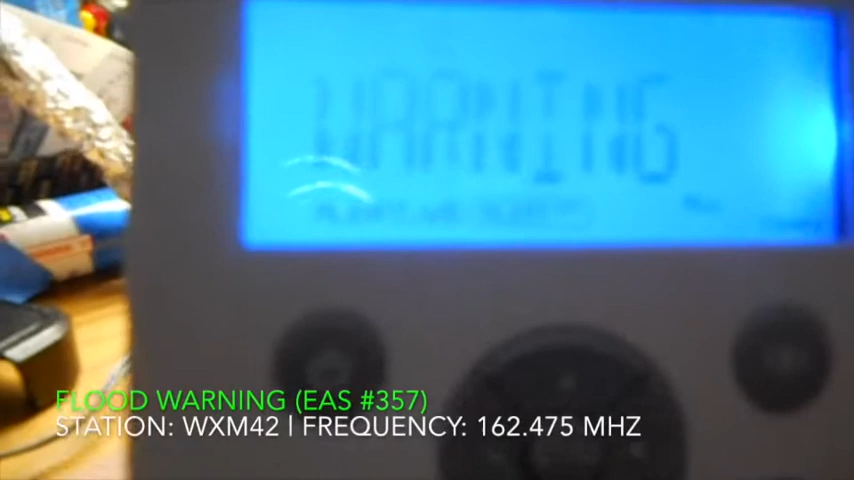 WARNING
FLOOD WARNING (EAS #357)
STATION: WXM42 | FREQUENCY: 162.475 MHZ